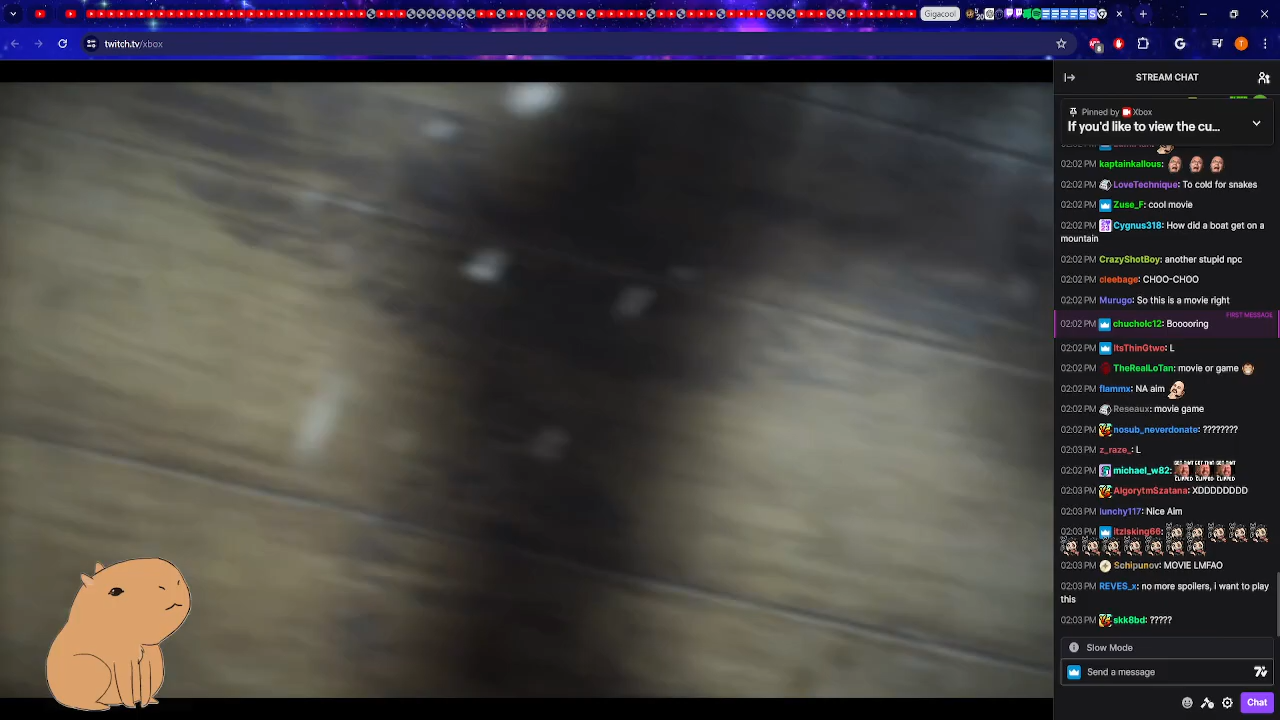 Gigacool
twitch.tv/xbox
STREAM CHAT
Pinned by Xbox
If you'd like to view the cu...
02:02 PM kaptainkallous:
02:02 PM LoveTechnique: To cold for snakes
02:02 PM Zuse_F: cool movie
02:02 PM Cygnus318: How did a boat get on a
mountain
02:02 PM CrazyShotBoy: another stupid npc
02:02 PM cleebage: CHOO-CHOO
02:02 PM Murugo: So this is a movie right
FIRST MESSAGE
02:02 PM chucholc12: Booooring
02:02 PM ItsThinGtwo: L
02:02 PM TheRealLoTan: movie or game
02:02 PM flammx: NA aim
02:02 PM Reseaux: movie game
02:02 PM nosub_neverdonate: ????????
02:03 PM z_raze_: L
02:02 PM michael_w82:
02:03 PM AlgorytmSzatana: XDDDDDDDD
02:03 PM lunchy117: Nice Aim
02:03 PM itzisking66:
02:03 PM Schipunov: MOVIE LMFAO
02:03 PM REVES_x: no more spoilers, i want to play
this
02:03 PM skk8bd: ?????
Slow Mode
Send a message
Chat